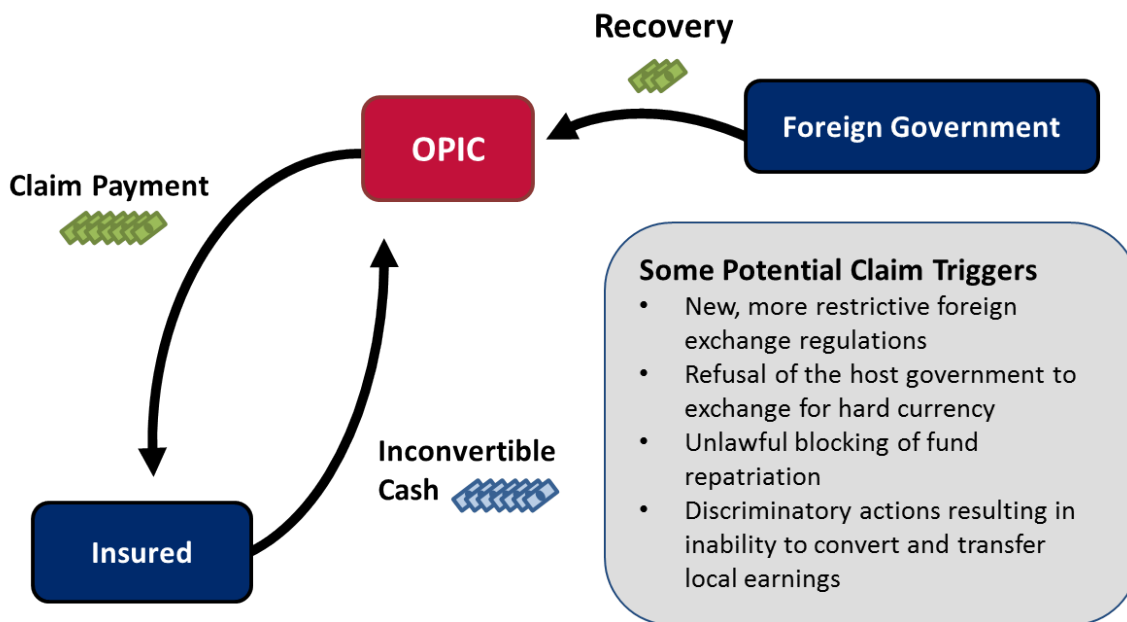 Recovery
OPIC
Foreign Government
Claim Payment
Inconvertible
Cash
Insured
Some Potential Claim Triggers
• New, more restrictive foreign
exchange regulations
• Refusal of the host government to
exchange for hard currency
• Unlawful blocking of fund
repatriation
• Discriminatory actions resulting in
inability to convert and transfer
local earnings